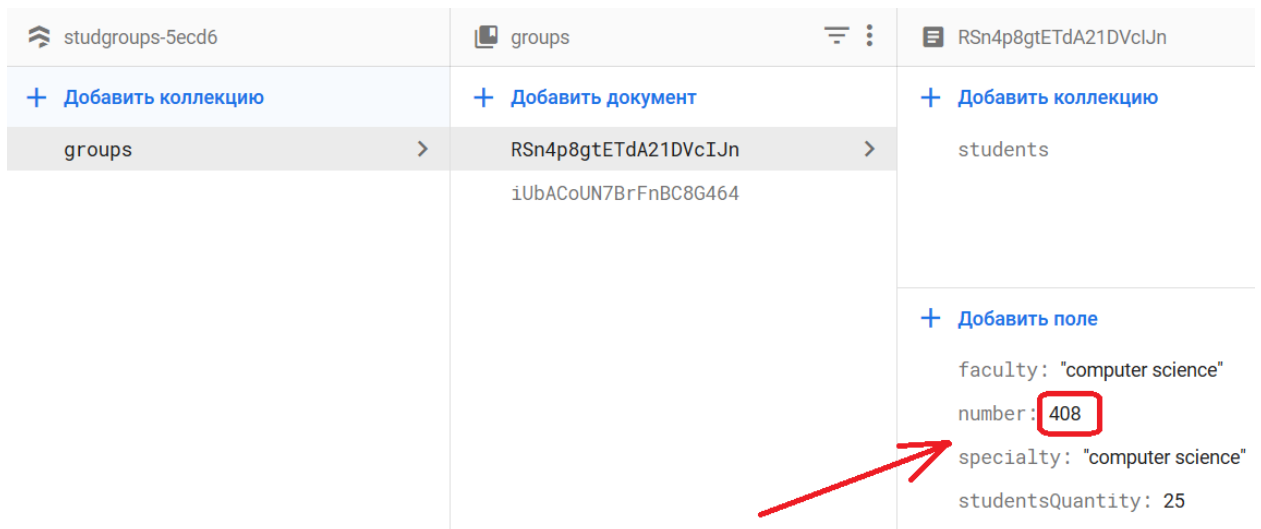 studgroups-5ecd6
groups
RSn4p8gtETdA21DVcIJn
Добавить коллекцию
Добавить документ
Добавить коллекцию
groups
RSn4p8gtETdA21DVcIJn
students
iUbACoUN7BrFnBC8G464
Добавить поле
faculty: "computer science"
number: 408
specialty: "computer science"
studentsQuantity: 25